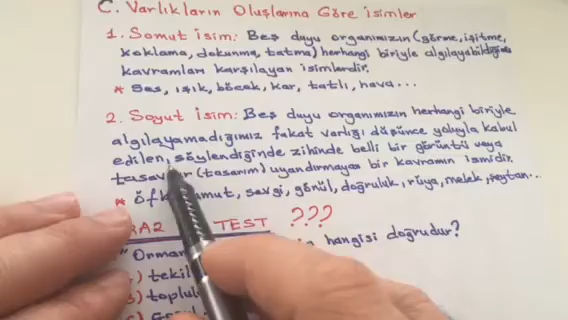 C. Varlıkların Oluşlarına Göre İsimler
1. Somut İsim: Beş duyu organımızın (görme, işitme,
koklama, dokunma, tatma) herhangi biriyle algılayabildiğimiz
kavramları karşılayan isimlerdir.
* Ses, ışık, böcek, kar, tatlı, hava...
2. Soyut İsim: Beş duyu organımızın herhangi biriyle
algılayamadığımız fakat varlığı düşünce yoluyla kabul
edilen, söylendiğinde zihinde belli bir görüntü veya
(tasarım) uyandırmayan bir kavramın ismidir.
* sevgi, gönül, doğruluk, rüya, melek, şeytan...
TEST ???
hangisi doğrudur?